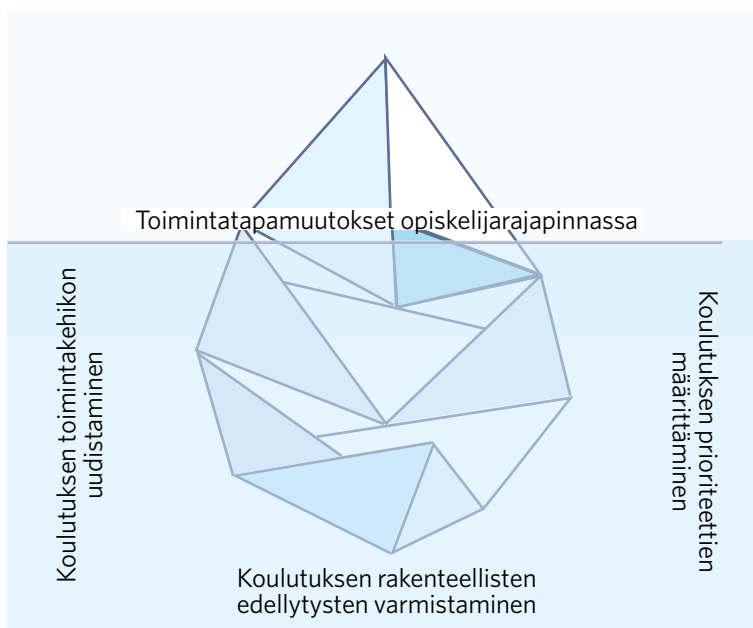 Toimintatapamuutokset opiskelijarajapinnassa
Koulutuksen toimintakehikon
uudistaminen
Koulutuksen prioriteettien
määrittäminen
Koulutuksen rakenteellisten
edellytysten varmistaminen